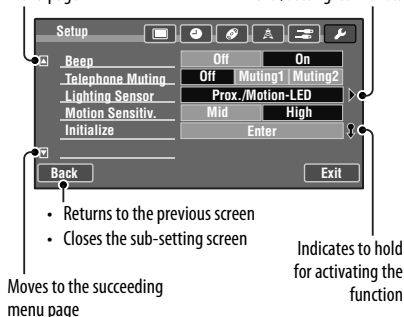 Setup
Beep Off On
Telephone Muting Off Muting1 Muting2
Lighting Sensor Prox./Motion-LED
Motion Sensitiv. Mid High
Initialize Enter
Back Exit
• Returns to the previous screen
• Closes the sub-setting screen
Indicates to hold
for activating the
function
Moves to the succeeding
menu page